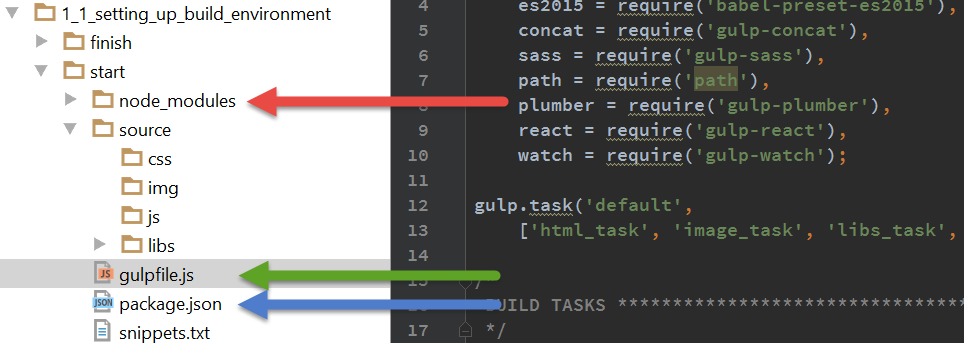 1_1_setting_up_build_environment
finish
start
node_modules
source
css
img
js
libs
JS gulpfile.js
JSON package.json
snippets.txt
4 es2015 = require('babel-preset-es2015'),
5 concat = require('gulp-concat'),
6 sass = require('gulp-sass'),
7 path = require('path'),
8 plumber = require('gulp-plumber'),
9 react = require('gulp-react'),
10 watch = require('gulp-watch');
11
12 gulp.task('default',
13 ['html_task', 'image_task', 'libs_task',
14
15 /
16 BUILD TASKS *********************************
17 */